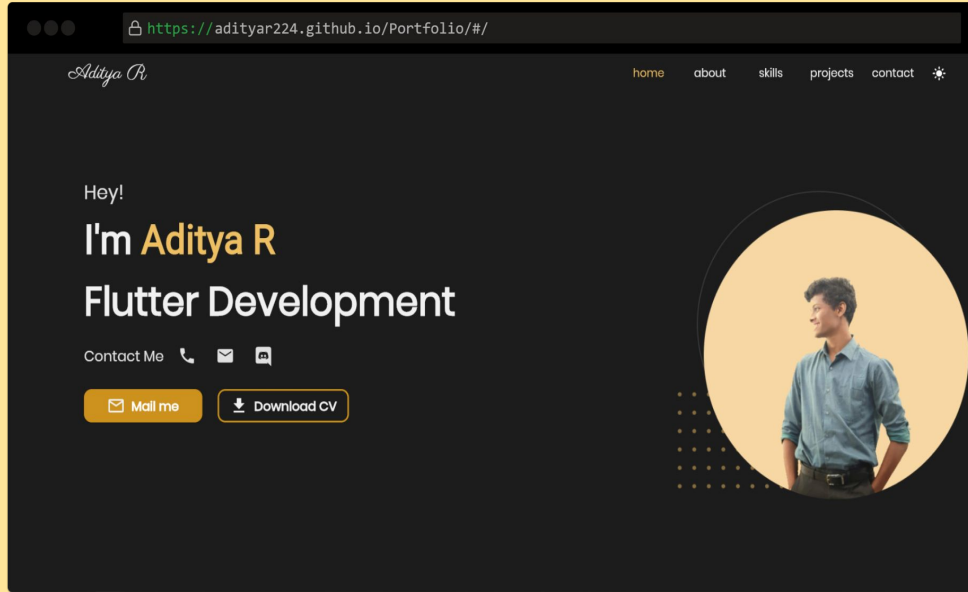 https://adityar224.github.io/Portfolio/#/
Aditya R
home about skills projects contact
Hey!
I'm Aditya R
Flutter Development
Contact Me
Mail me Download CV